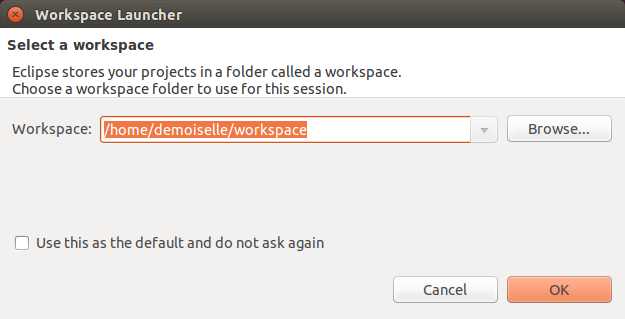 Workspace Launcher
Select a workspace
Eclipse stores your projects in a folder called a workspace.
Choose a workspace folder to use for this session.
Workspace: /home/demoiselle/workspace Browse...
Use this as the default and do not ask again
Cancel OK